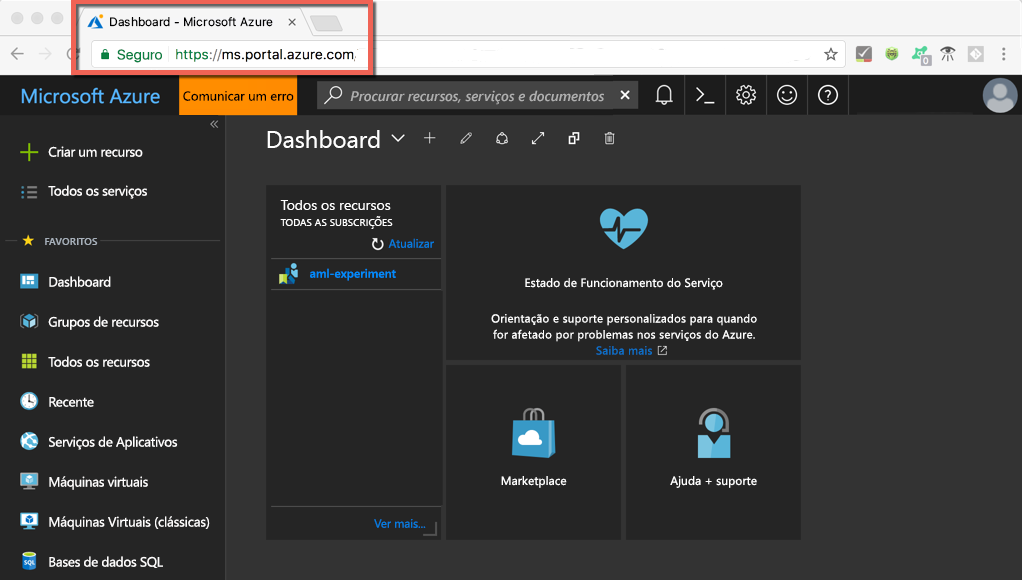 Dashboard - Microsoft Azure
Seguro
https://ms.portal.azure.com
0
Microsoft Azure
Comunicar um erro
Procurar recursos, serviços e documentos
Dashboard
Criar um recurso
Todos os serviços
FAVORITOS
Dashboard
Grupos de recursos
Todos os recursos
Recente
Serviços de Aplicativos
Máquinas virtuais
Máquinas Virtuais (clássicas)
SQL
Bases de dados SQL
Todos os recursos
TODAS AS SUBSCRIÇÕES
Atualizar
aml-experiment
Ver mais...
Estado de Funcionamento do Serviço
Orientação e suporte personalizados para quando
for afetado por problemas nos serviços do Azure.
Saiba mais
Marketplace
Ajuda + suporte